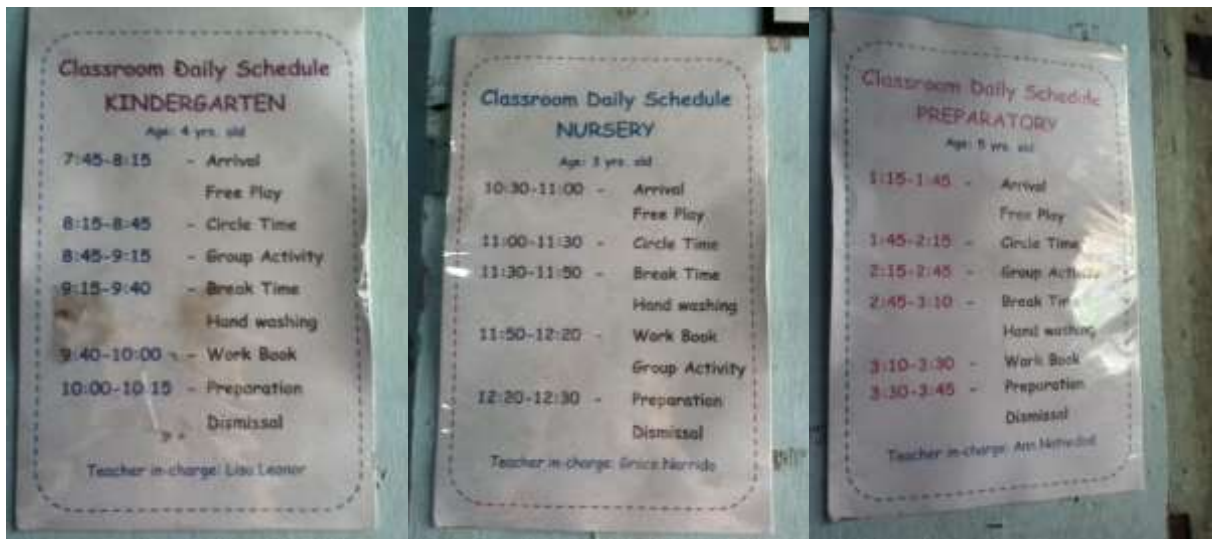 Classroom Daily Schedule
KINDERGARTEN
Age: 4 yrs. old
7:45-8:15 - Arrival
Free Play
8:15-8:45 - Circle Time
8:45-9:15 - Group Activity
9:15-9:40 - Break Time
Hand washing
9:40-10:00 - Work Book
10:00-10:15 - Preparation
Dismissal
Teacher in-charge: Lisa Leonor
Classroom Daily Schedule
NURSERY
Age: 3 yrs. old
10:30-11:00 - Arrival
Free Play
11:00-11:30 - Circle Time
11:30-11:50 - Break Time
Hand washing
11:50-12:20 - Work Book
Group Activity
12:20-12:30 - Preparation
Dismissal
Teacher in-charge: Grace Narrido
Classroom Daily Schedule
PREPARATORY
Age: 5 yrs. old
1:15-1:45 - Arrival
Free Play
1:45-2:15 - Circle Time
2:15-2:45 - Group Activity
2:45-3:10 - Break Time
Hand washing
3:10-3:30 - Work Book
3:30-3:45 - Preparation
Dismissal
Teacher in-charge: Ann